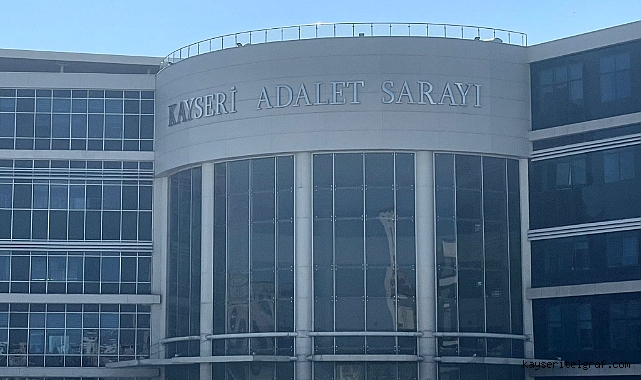 KAYSERİ ADALET SARAYI
kayseritelgraf.com